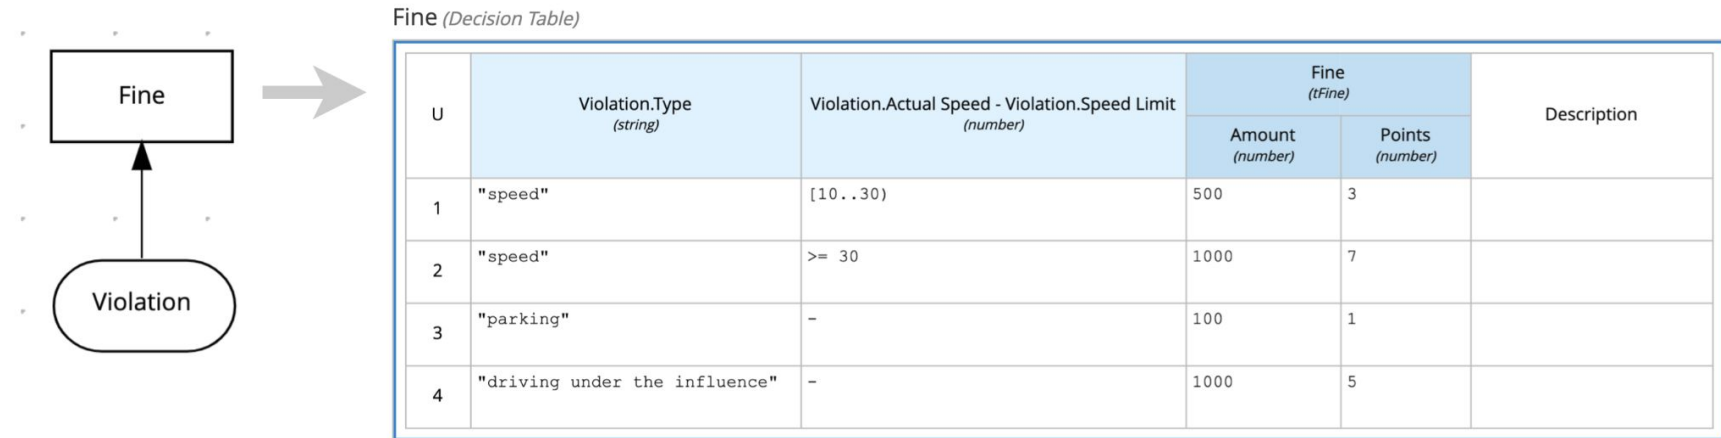 Fine (Decision Table)
Fine
Violation
U
Violation.Type
(string)
Violation.Actual Speed - Violation.Speed Limit
(number)
Fine
(tFine)
Amount
(number)
Points
(number)
Description
1 "speed" [10..30) 500 3
2 "speed" >= 30 1000 7
3 "parking" - 100 1
4 "driving under the influence" - 1000 5